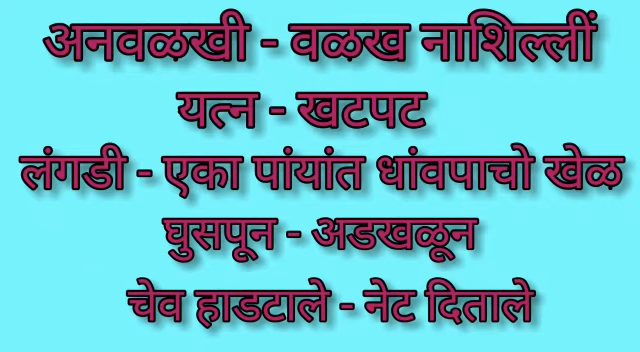 अनवळखी - वळख नाशिल्लीं
यत्न - खटपट
लंगडी - एका पांयांत धांवपाचो खेळ
घुसपून - अडखळून
चेव हाडटाले - नेट दिताले